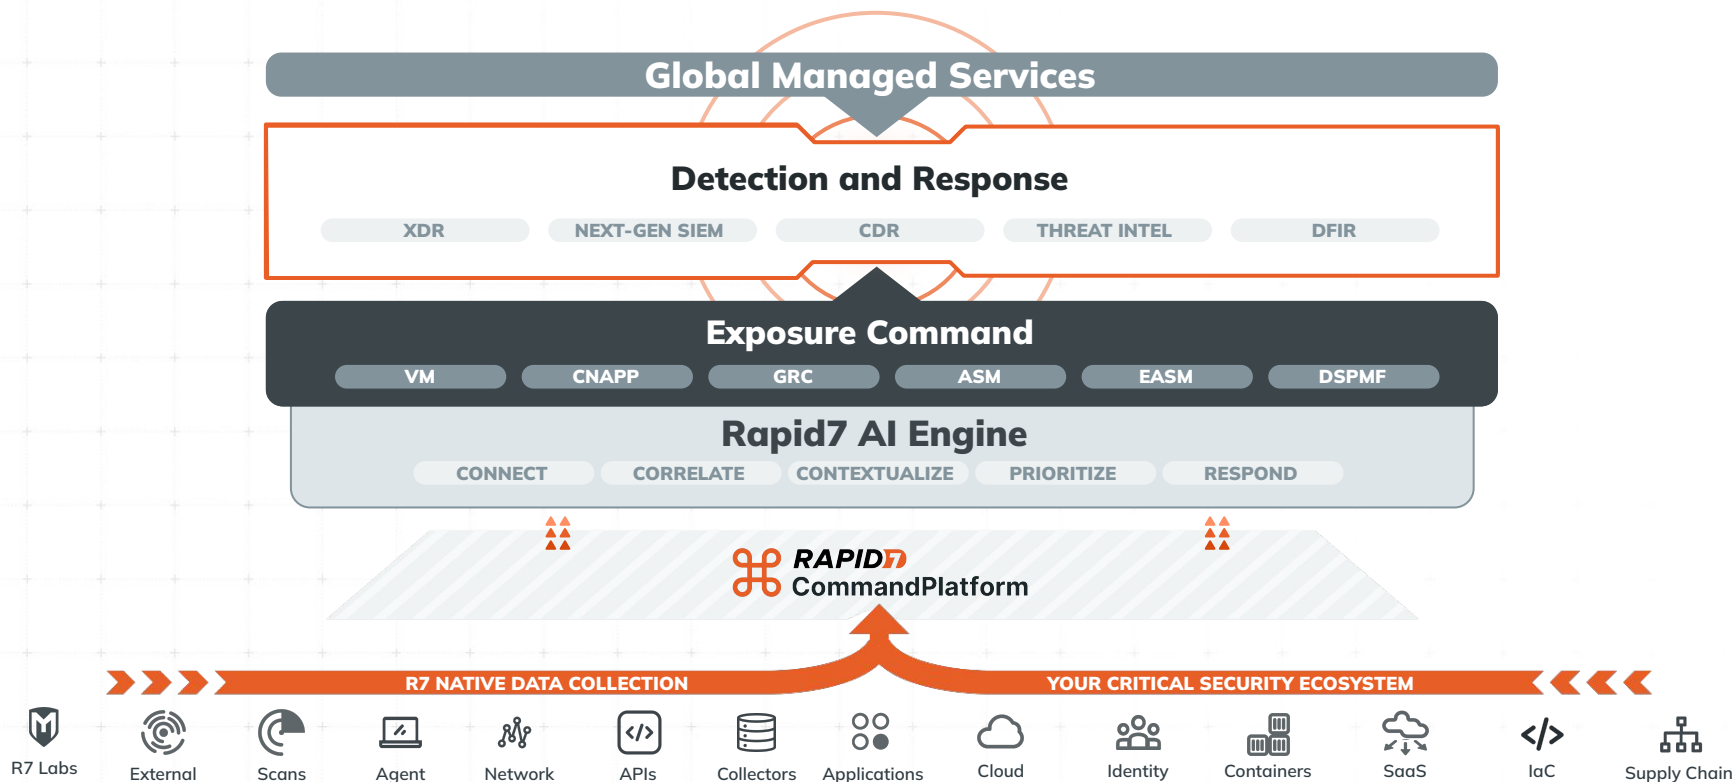 Global Managed Services
Detection and Response
XDR
NEXT-GEN SIEM
CDR
THREAT INTEL
DFIR
Exposure Command
VM
CNAPP
GRC
ASM
EASM
DSPMF
Rapid7 AI Engine
CONNECT
CORRELATE
CONTEXTUALIZE
PRIORITIZE
RESPOND
RAPID7
CommandPlatform
R7 NATIVE DATA COLLECTION
YOUR CRITICAL SECURITY ECOSYSTEM
R7 Labs
External
Scans
Agent
Network
APIs
Collectors
Applications
Cloud
Identity
Containers
SaaS
IaC
Supply Chain